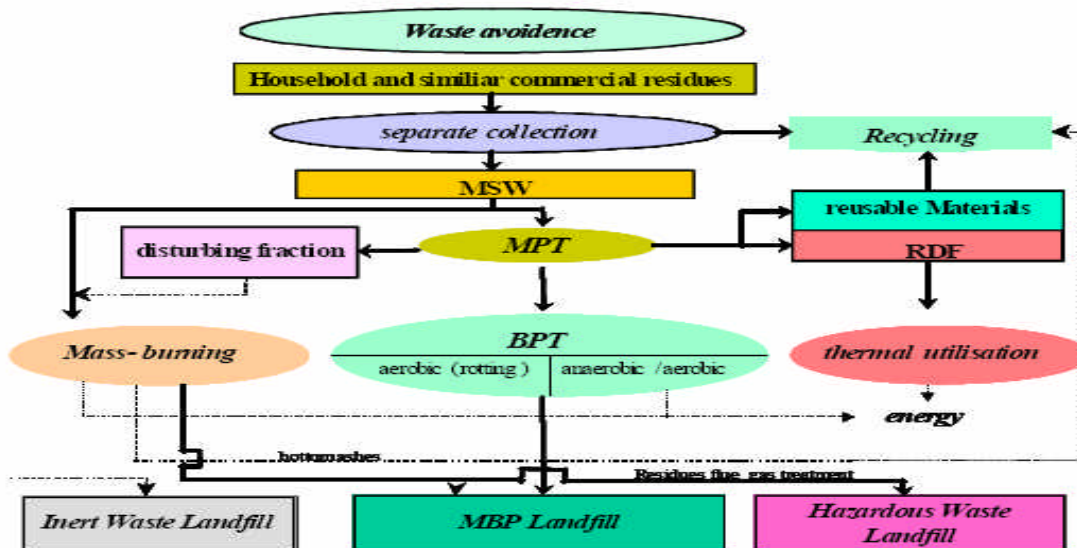 Waste avoidence
Household and similiar commercial residues
separate collection
Recycling
MSW
reusable Materials
disturbing fraction
MPT
RDF
Mass- burning
BPT
aerobic (rotting )
anaerobic /aerobic
thermal utilisation
energy
bottomashes
Residues flue gas treatment
Inert Waste Landfill
MBP Landfill
Hazardous Waste
Landfill